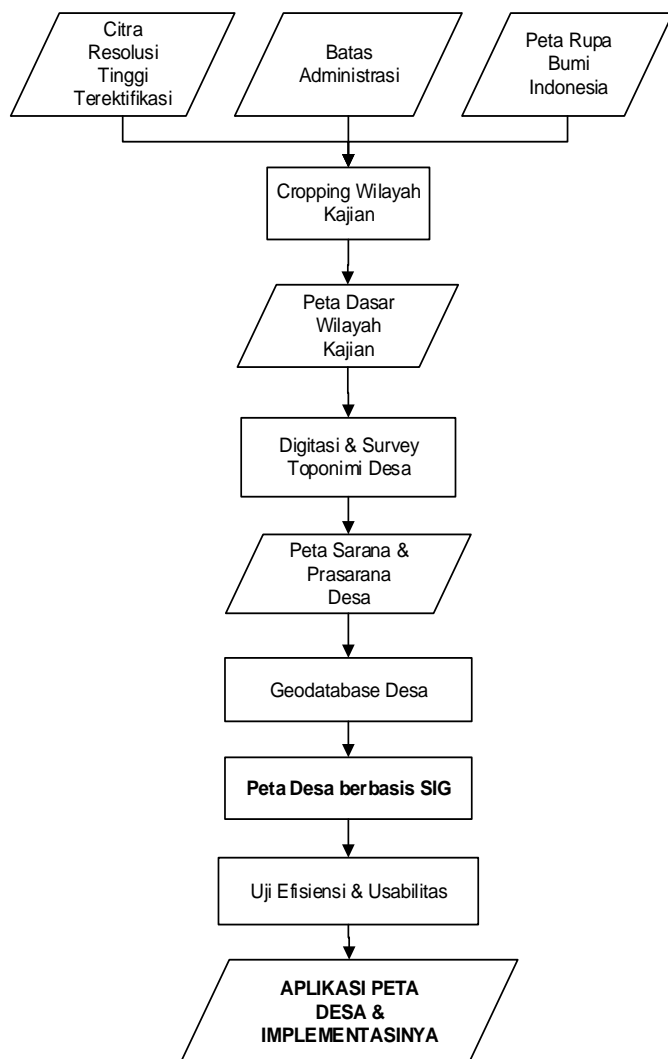 Citra
Resolusi
Tinggi
Terektifikasi
Batas
Administrasi
Peta Rupa
Bumi
Indonesia
Cropping Wilayah
Kajian
Peta Dasar
Wilayah
Kajian
Digitasi & Survey
Toponimi Desa
Peta Sarana &
Prasarana
Desa
Geodatabase Desa
Peta Desa berbasis SIG
Uji Efisiensi & Usabilitas
APLIKASI PETA
DESA &
IMPLEMENTASINYA